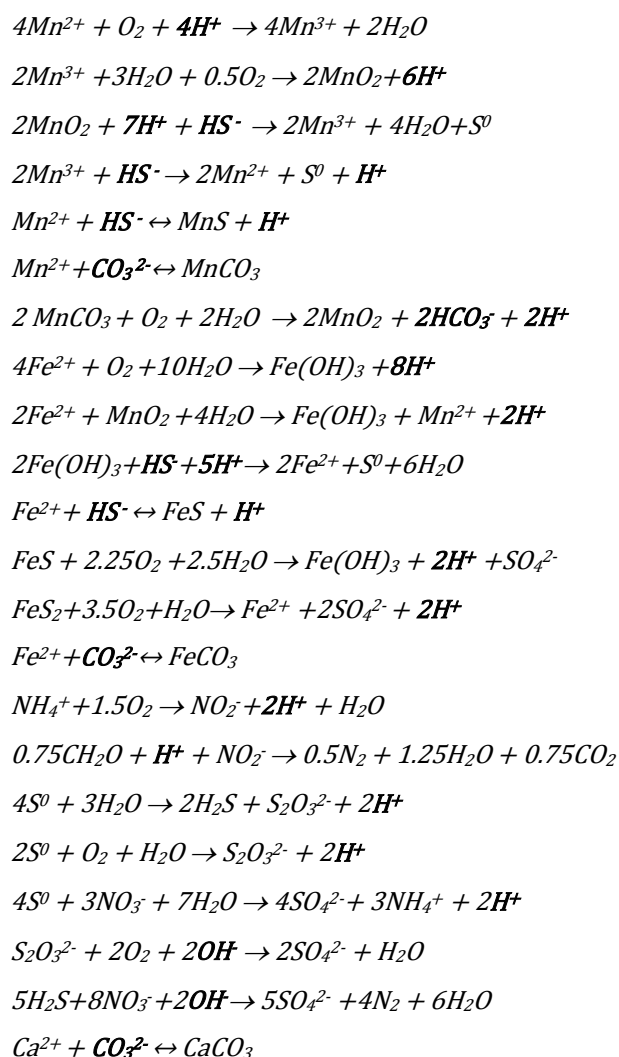 4Mn²⁺ + O₂ + 4H⁺ → 4Mn³⁺ + 2H₂O
2Mn³⁺ +3H₂O + 0.5O₂ → 2MnO₂+6H⁺
2MnO₂ + 7H⁺ + HS⁻ → 2Mn³⁺ + 4H₂O+S⁰
2Mn³⁺ + HS⁻→ 2Mn²⁺ + S⁰ + H⁺
Mn²⁺ + HS⁻ ↔ MnS + H⁺
Mn²⁺+CO₃²⁻↔ MnCO₃
2 MnCO₃ + O₂ + 2H₂O → 2MnO₂ + 2HCO₃⁻ + 2H⁺
4Fe²⁺ + O₂ +10H₂O → Fe(OH)₃ +8H⁺
2Fe²⁺ + MnO₂ +4H₂O → Fe(OH)₃ + Mn²⁺ +2H⁺
2Fe(OH)₃+HS⁻+5H⁺→ 2Fe²⁺+S⁰+6H₂O
Fe²⁺+ HS⁻ ↔ FeS + H⁺
FeS + 2.25O₂ +2.5H₂O → Fe(OH)₃ + 2H⁺ +SO₄²⁻
FeS₂+3.5O₂+H₂O→ Fe²⁺ +2SO₄²⁻ + 2H⁺
Fe²⁺+CO₃²⁻↔ FeCO₃
NH₄⁺+1.5O₂ → NO₂⁻+2H⁺ + H₂O
0.75CH₂O + H⁺ + NO₂⁻ → 0.5N₂ + 1.25H₂O + 0.75CO₂
4S⁰ + 3H₂O → 2H₂S + S₂O₃²⁻ + 2H⁺
2S⁰ + O₂ + H₂O → S₂O₃²⁻ + 2H⁺
4S⁰ + 3NO₃⁻ + 7H₂O → 4SO₄²⁻+ 3NH₄⁺ + 2H⁺
S₂O₃²⁻ + 2O₂ + 2OH⁻ → 2SO₄²⁻ + H₂O
5H₂S+8NO₃⁻+2OH⁻→ 5SO₄²⁻ +4N₂ + 6H₂O
Ca²⁺ + CO₃²⁻ ↔ CaCO₃